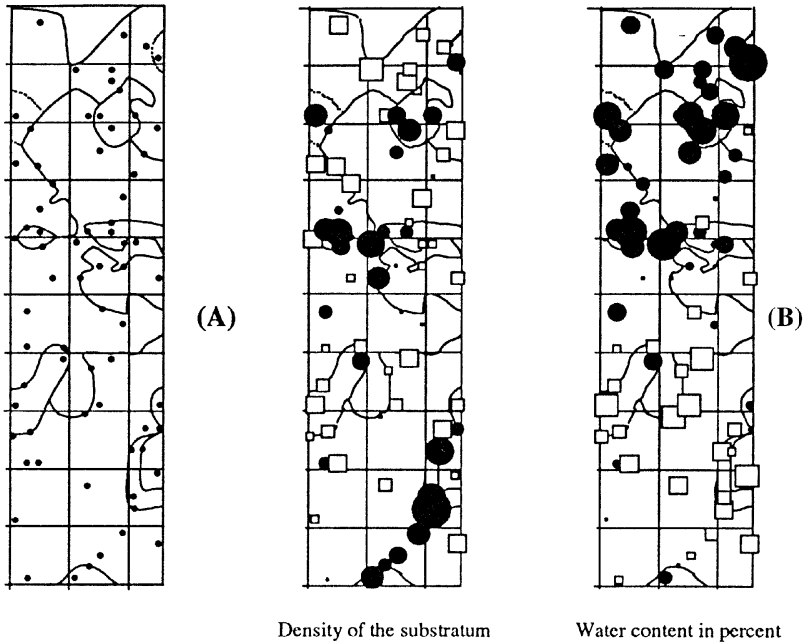 (A)
(B)
Density of the substratum
Water content in percent